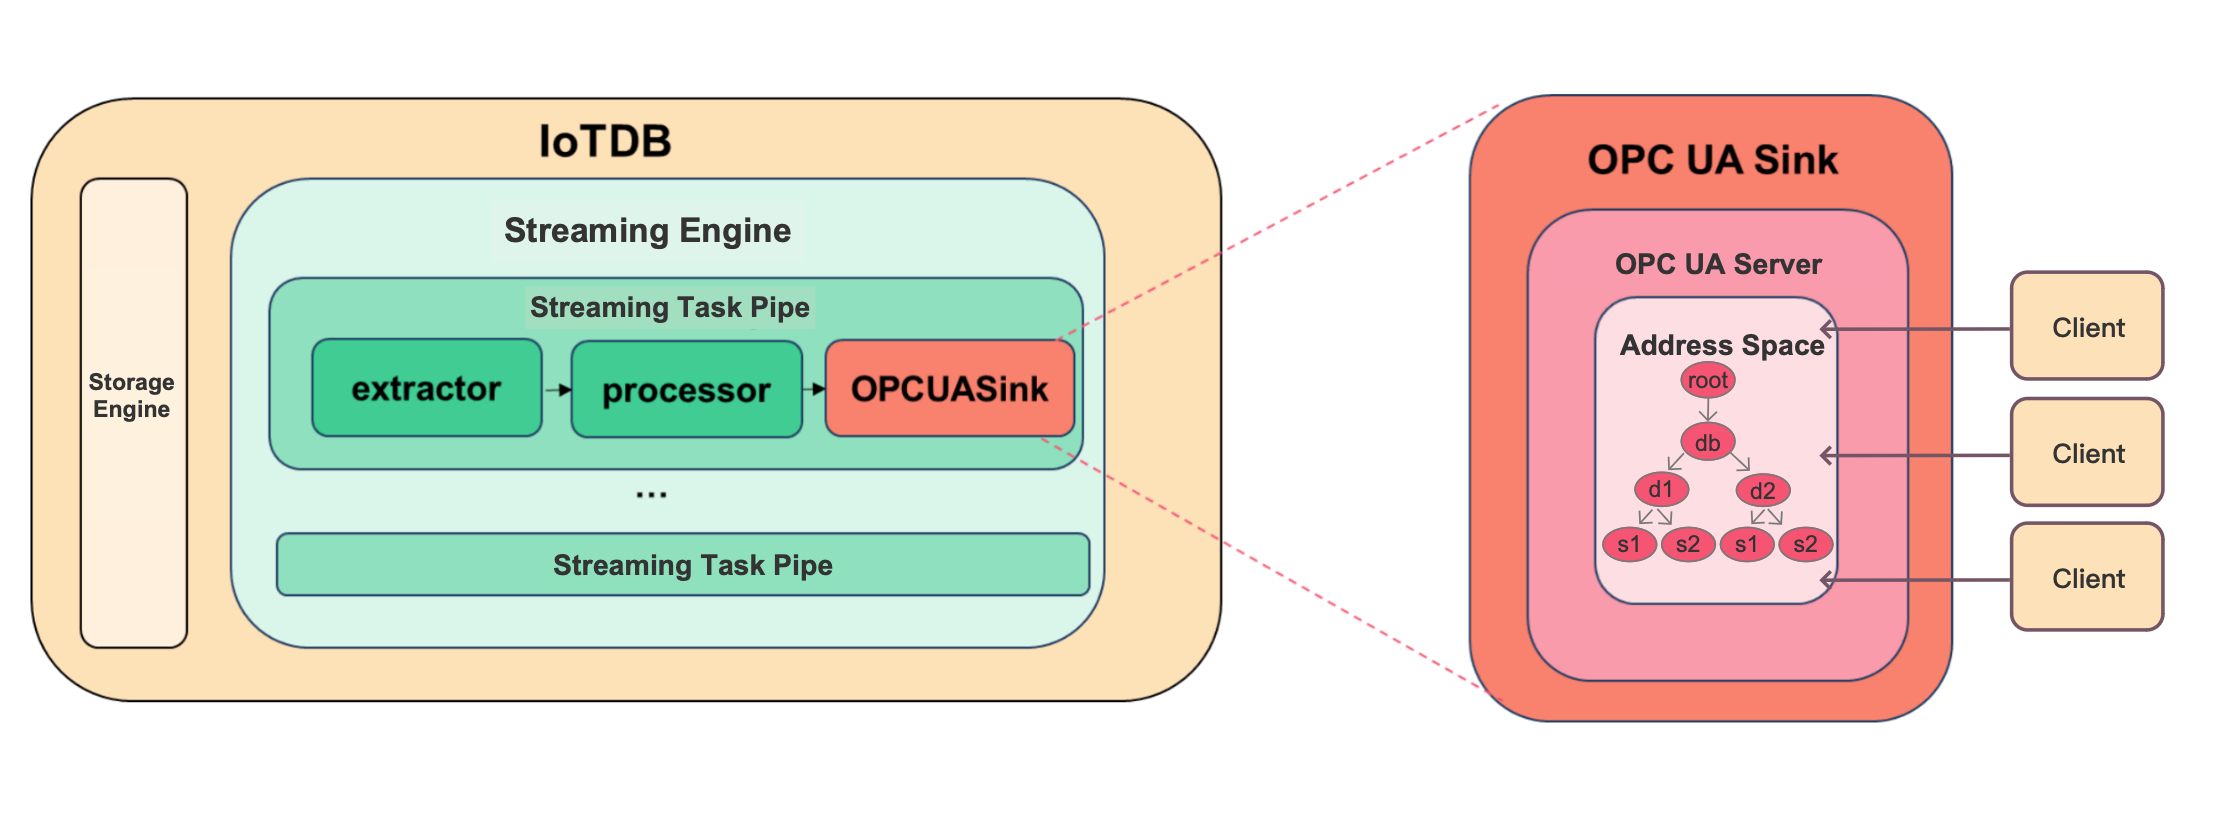 IoTDB
Storage
Engine
Streaming Engine
Streaming Task Pipe
extractor
processor
OPCUASink
...
Streaming Task Pipe
OPC UA Sink
OPC UA Server
Address Space
root
db
d1
d2
s1
s2
s1
s2
Client
Client
Client